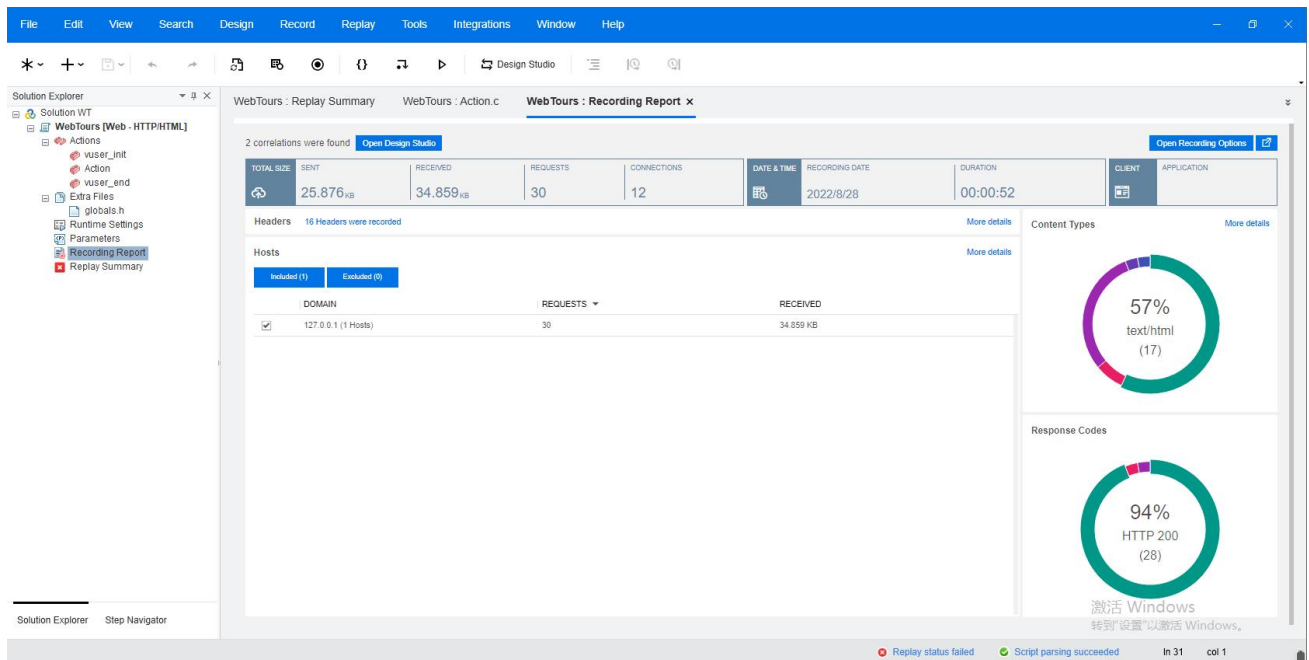 File Edit View Search Design Record Replay Tools Integrations Window Help
Design Studio
Solution Explorer
WebTours : Replay Summary WebTours : Action.c WebTours : Recording Report ×
Solution WT
WebTours [Web - HTTP/HTML]
Actions
vuser_init
Action
vuser_end
Extra Files
globals.h
Runtime Settings
Parameters
Recording Report
Replay Summary
2 correlations were found Open Design Studio Open Recording Options
TOTAL SIZE SENT RECEIVED REQUESTS CONNECTIONS DATE & TIME RECORDING DATE DURATION CLIENT APPLICATION
25.876 KB 34.859 KB 30 12 2022/8/28 00:00:52
Headers 16 Headers were recorded More details
Hosts More details
Included (1) Excluded (0)
DOMAIN REQUESTS RECEIVED
127.0.0.1 (1 Hosts) 30 34.859 KB
Content Types More details
57%
text/html
(17)
Response Codes
94%
HTTP 200
(28)
激活 Windows
转到"设置"以激活 Windows。
Solution Explorer Step Navigator
Replay status failed Script parsing succeeded ln 31 col 1